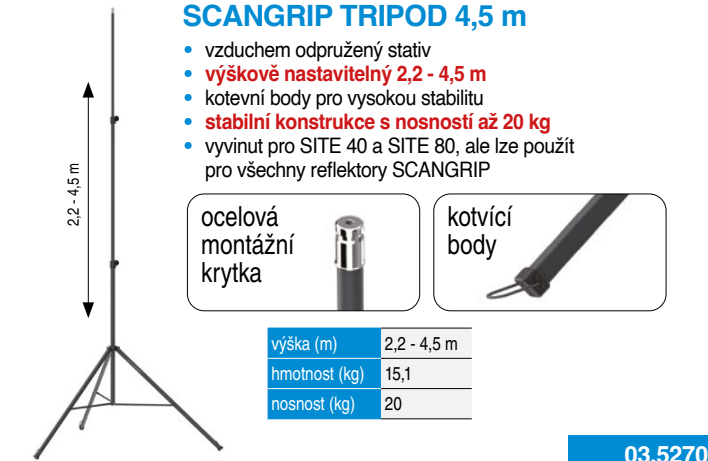 SCANGRIP TRIPOD 4,5 m
• vzduchem odpružený stativ
• výškově nastavitelný 2,2 - 4,5 m
• kotevní body pro vysokou stabilitu
• stabilní konstrukce s nosností až 20 kg
• vyvinut pro SITE 40 a SITE 80, ale lze použít
pro všechny reflektory SCANGRIP
2,2 - 4,5 m
ocelová
montážní
krytka
kotvící
body
výška (m) 2,2 - 4,5 m
hmotnost (kg) 15,1
nosnost (kg) 20
03.5270